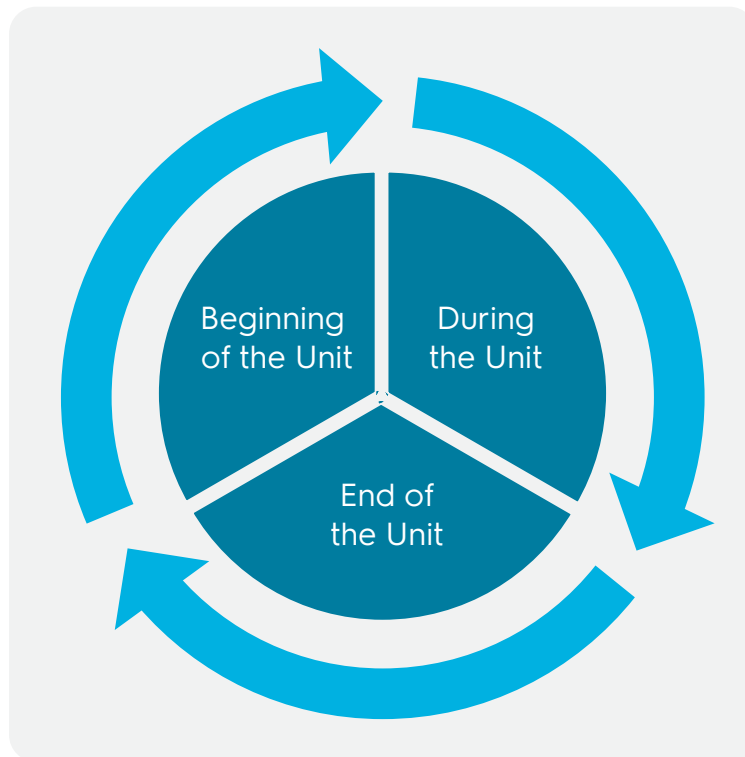 Beginning
of the Unit
During
the Unit
End of
the Unit